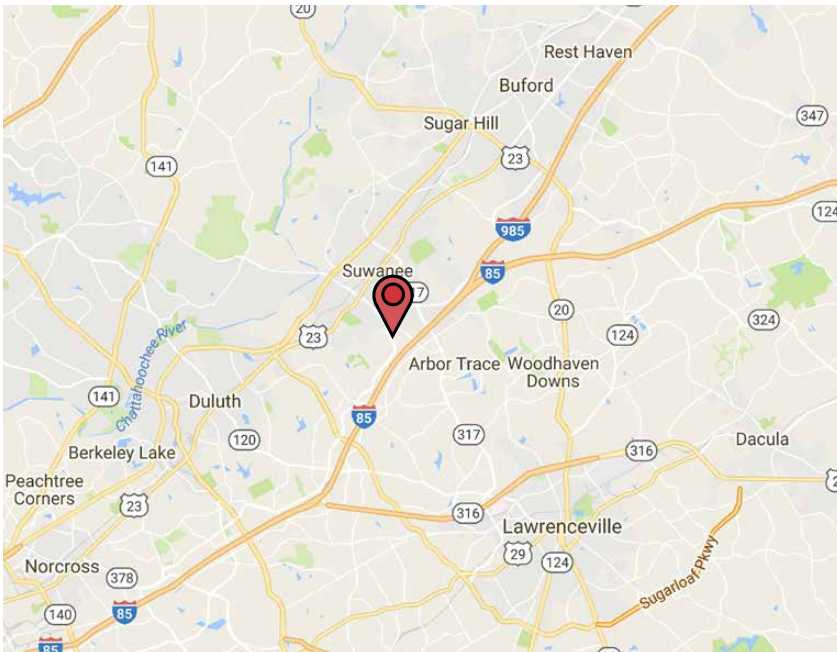 20
Rest Haven
Buford
347
Sugar Hill
23
141
124
985
Suwanee
85
17
20
324
23
124
Chattahoochee River
Arbor Trace
Woodhaven
Downs
141
Duluth
85
120
317
Dacula
316
Berkeley Lake
Peachtree
Corners
23
2
316
Lawrenceville
29
124
Norcross
378
Sugarloaf Pkwy
85
140
85